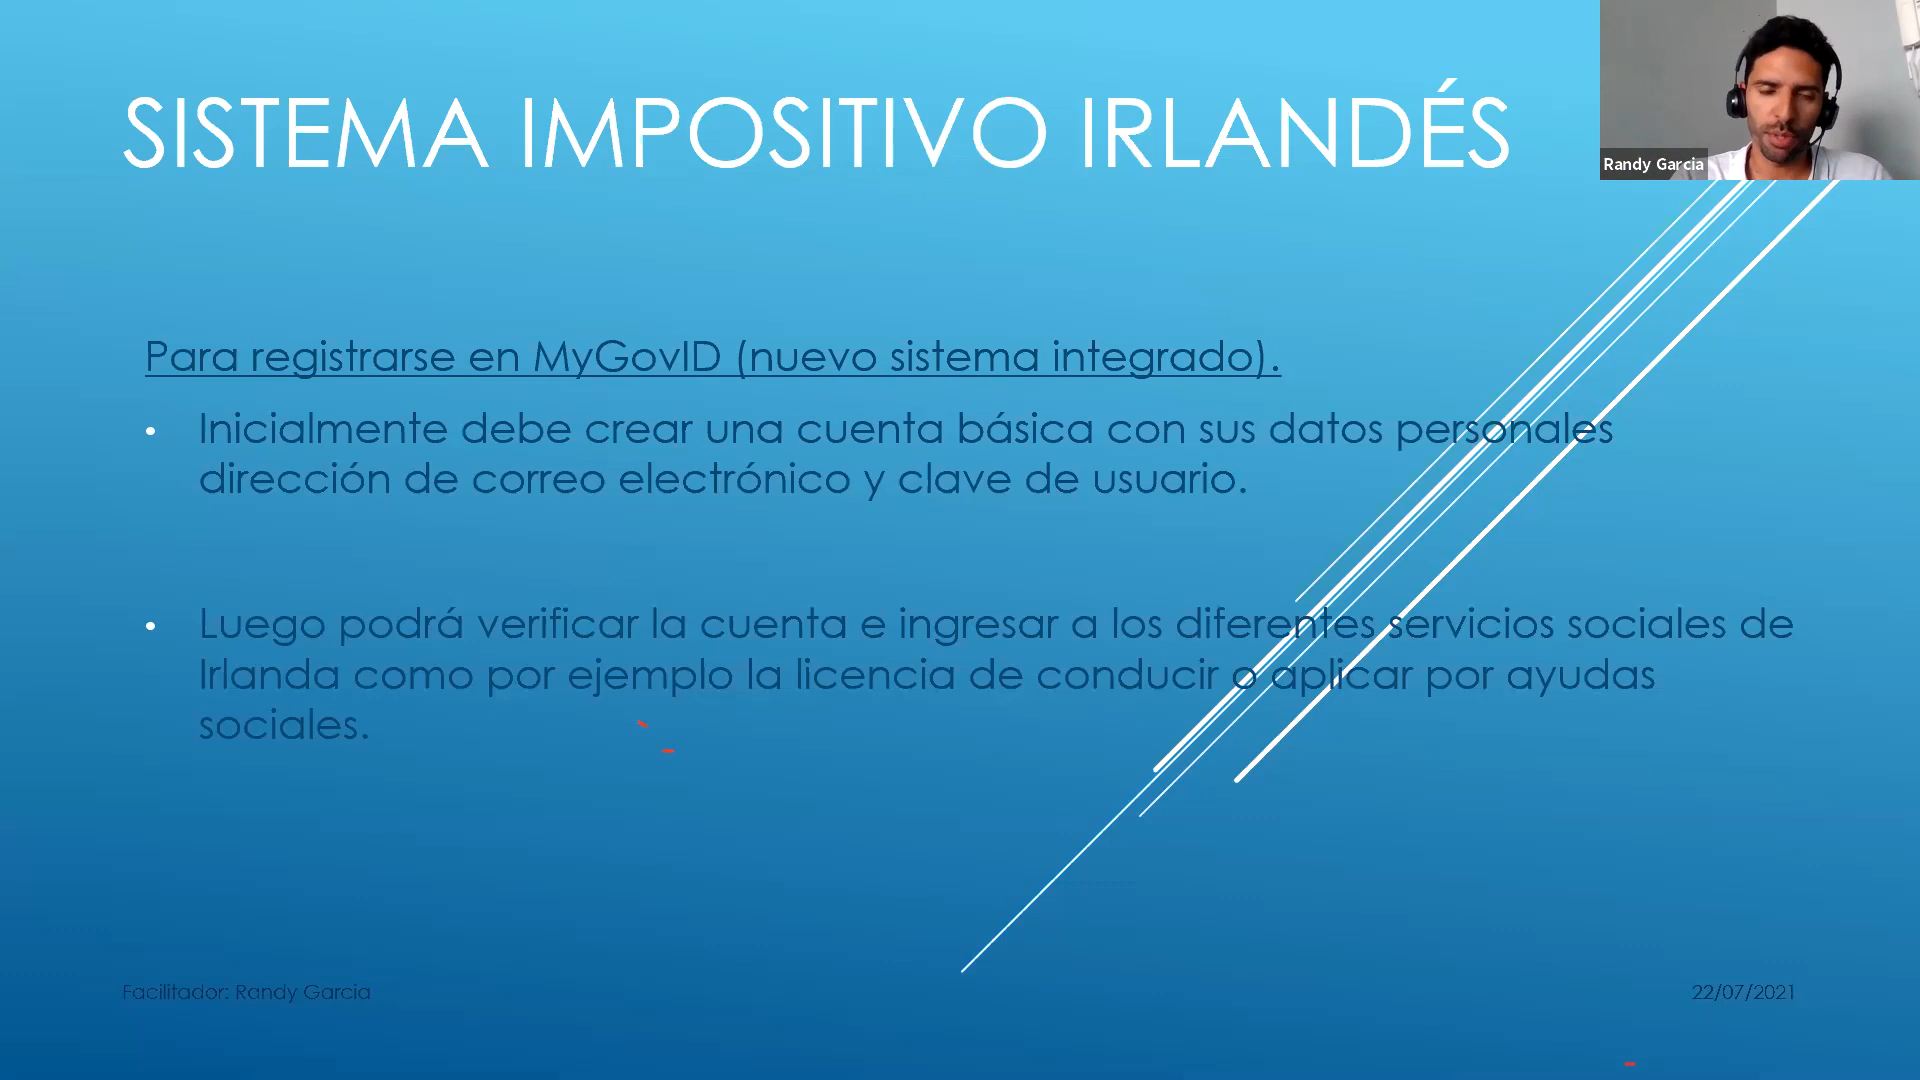 SISTEMA IMPOSITIVO IRLANDÉS
Randy Garcia
Para registrarse en MyGovID (nuevo sistema integrado).
• Inicialmente debe crear una cuenta básica con sus datos personales
dirección de correo electrónico y clave de usuario.
• Luego podrá verificar la cuenta e ingresar a los diferentes servicios sociales de
Irlanda como por ejemplo la licencia de conducir o aplicar por ayudas
sociales.
Facilitador: Randy Garcia
22/07/2021